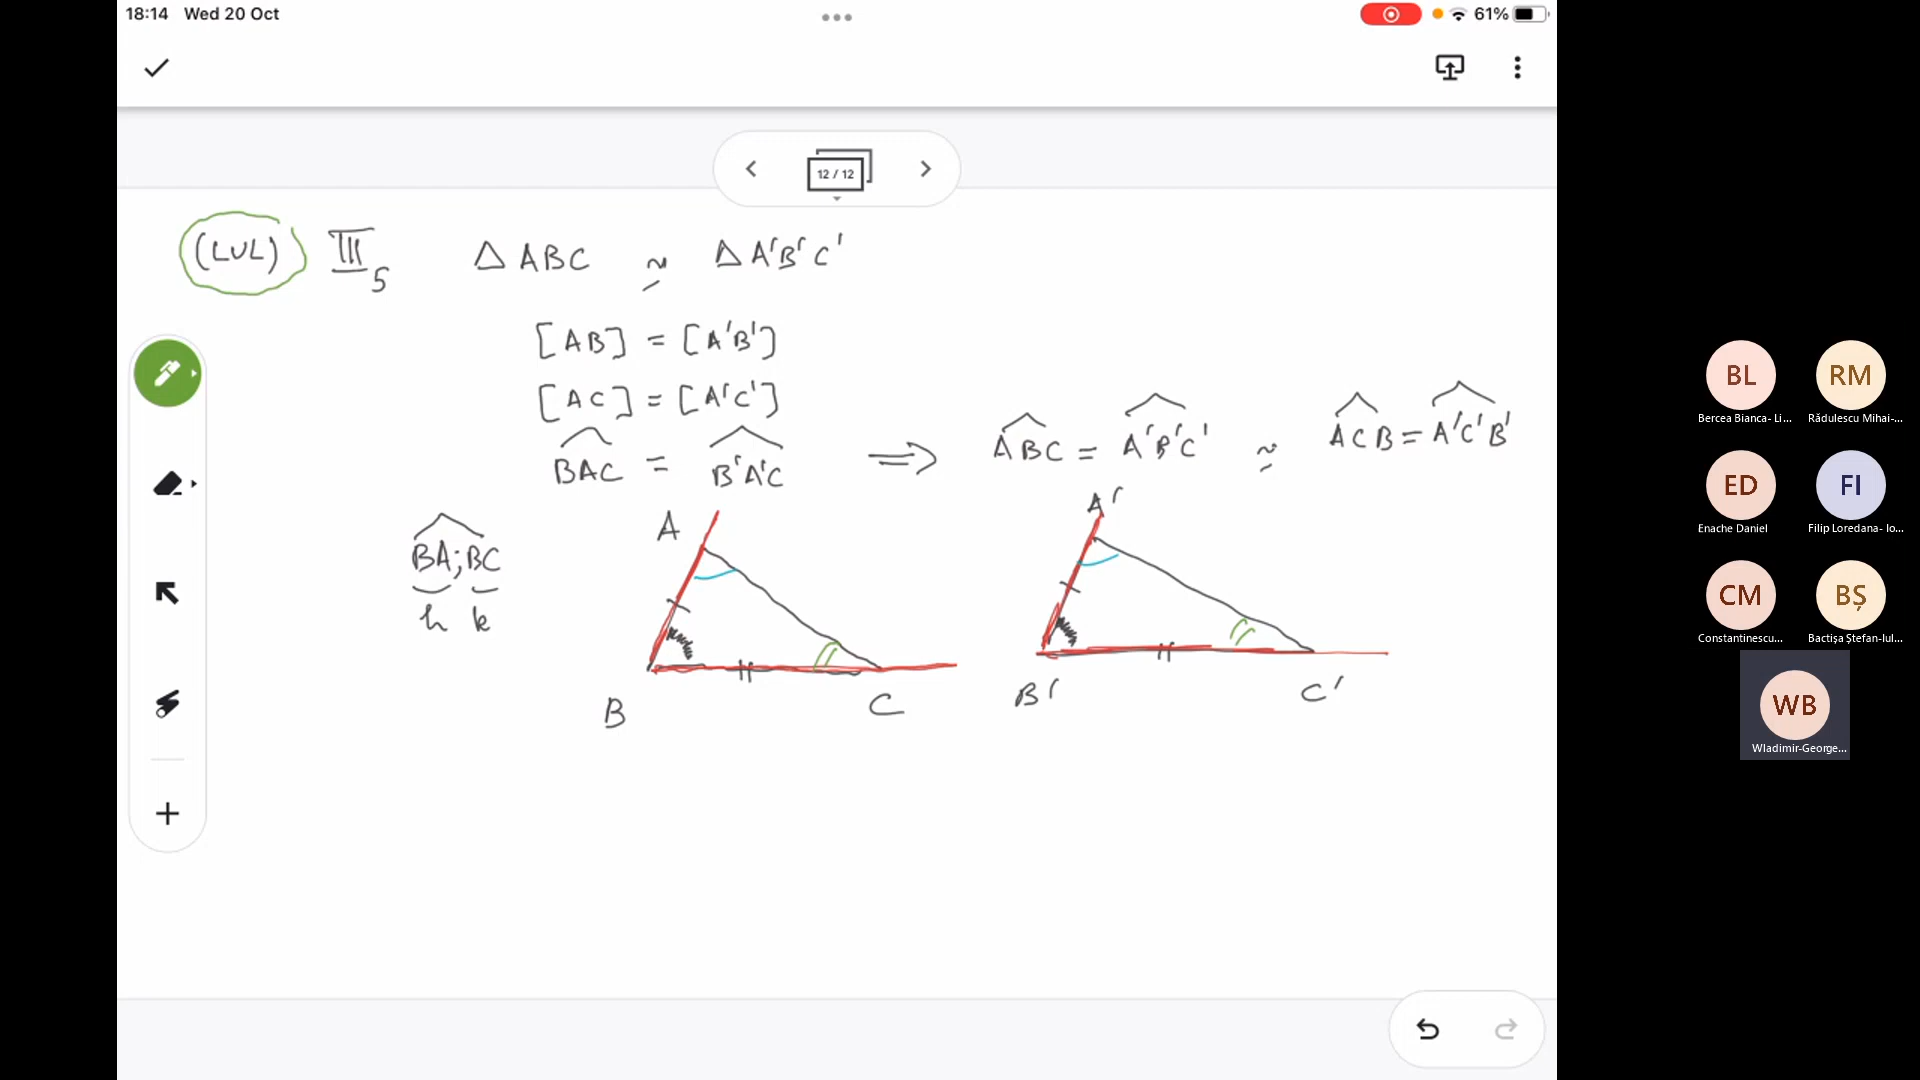 18:14 Wed 20 Oct
61%
12 / 12
(LUL) III5 △ABC ~ △A'B'C'
[AB] ≡ [A'B']
[AC] ≡ [A'C']
BAC ≡ B'A'C => ABC ≡ A'B'C' ~ ACB ≡ A'C'B'
BA;BC
h k
A
B C
A'
B' C'
BL
Bercea Bianca- Li...
RM
Rădulescu Mihai-...
ED
Enache Daniel
FI
Filip Loredana- Io...
CM
Constantinescu...
BȘ
Bactișa Ștefan-Iul...
WB
Wladimir-George...